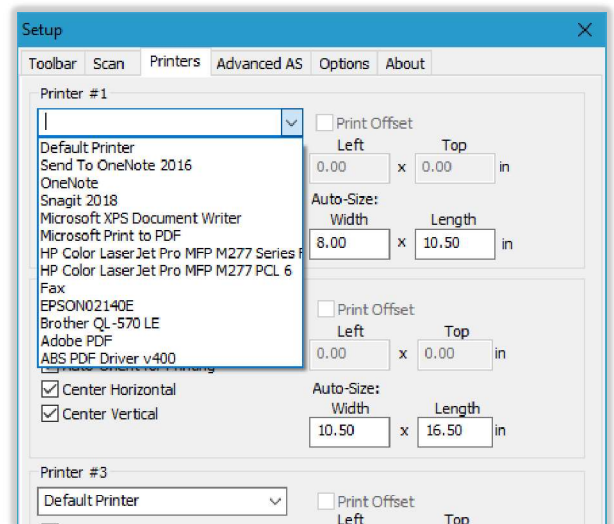 Setup
Toolbar Scan Printers Advanced AS Options About
Printer #1
Print Offset
Left Top
0.00 x 0.00 in
Auto-Size:
Width Length
8.00 x 10.50 in
Default Printer
Send To OneNote 2016
OneNote
Snagit 2018
Microsoft XPS Document Writer
Microsoft Print to PDF
HP Color LaserJet Pro MFP M277 Series
HP Color LaserJet Pro MFP M277 PCL 6
Fax
EPSON02140E
Brother QL-570 LE
Adobe PDF
ABS PDF Driver v400
Print Offset
Left Top
0.00 x 0.00 in
Center Horizontal
Center Vertical
Auto-Size:
Width Length
10.50 x 16.50 in
Printer #3
Default Printer
Print Offset
Left Top